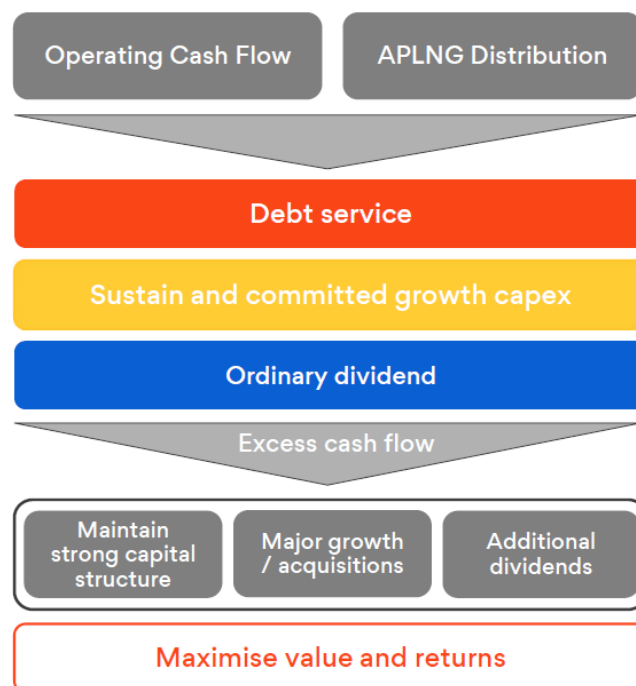 Operating Cash Flow
APLNG Distribution
Debt service
Sustain and committed growth capex
Ordinary dividend
Excess cash flow
Maintain
strong capital
structure
Major growth
/ acquisitions
Additional
dividends
Maximise value and returns